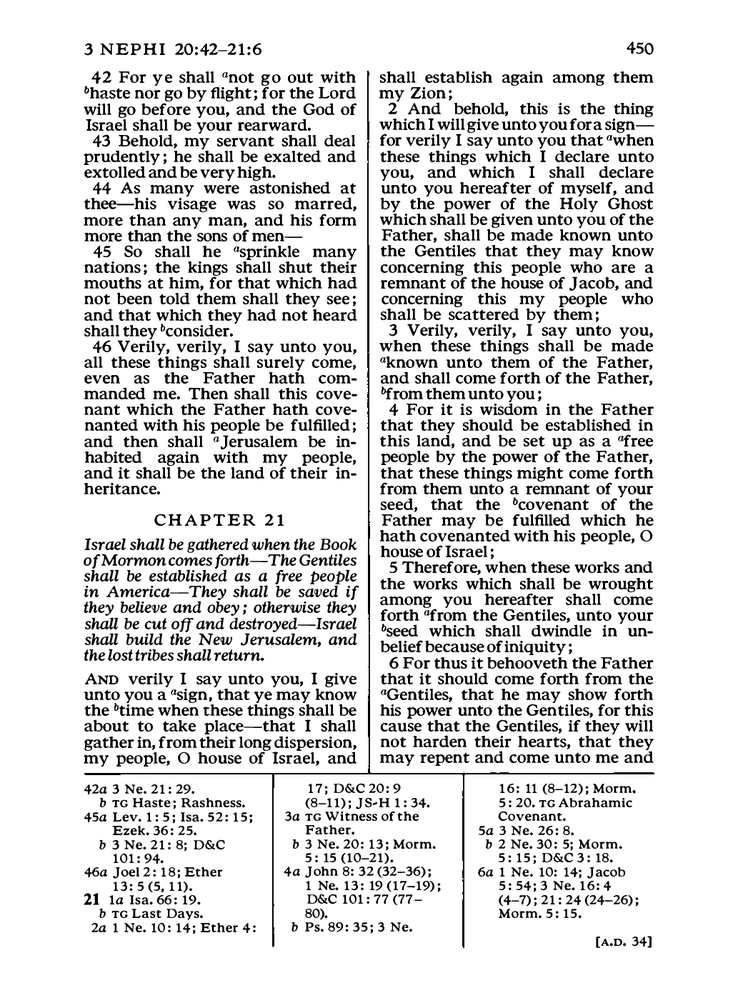 3 NEPHI 20:42–21:6
450
42 For ye shall ᵃnot go out with
ᵇhaste nor go by flight; for the Lord
will go before you, and the God of
Israel shall be your rearward.
43 Behold, my servant shall deal
prudently; he shall be exalted and
extolled and be very high.
44 As many were astonished at
thee—his visage was so marred,
more than any man, and his form
more than the sons of men—
45 So shall he ᵃsprinkle many
nations; the kings shall shut their
mouths at him, for that which had
not been told them shall they see;
and that which they had not heard
shall they ᵇconsider.
46 Verily, verily, I say unto you,
all these things shall surely come,
even as the Father hath com-
manded me. Then shall this cove-
nant which the Father hath cove-
nanted with his people be fulfilled;
and then shall ᵃJerusalem be in-
habited again with my people,
and it shall be the land of their in-
heritance.
CHAPTER 21
Israel shall be gathered when the Book
of Mormon comes forth—The Gentiles
shall be established as a free people
in America—They shall be saved if
they believe and obey; otherwise they
shall be cut off and destroyed—Israel
shall build the New Jerusalem, and
the lost tribes shall return.
AND verily I say unto you, I give
unto you a ᵃsign, that ye may know
the ᵇtime when these things shall be
about to take place—that I shall
gather in, from their long dispersion,
my people, O house of Israel, and
shall establish again among them
my Zion;
2 And behold, this is the thing
which I will give unto you for a sign—
for verily I say unto you that ᵃwhen
these things which I declare unto
you, and which I shall declare
unto you hereafter of myself, and
by the power of the Holy Ghost
which shall be given unto you of the
Father, shall be made known unto
the Gentiles that they may know
concerning this people who are a
remnant of the house of Jacob, and
concerning this my people who
shall be scattered by them;
3 Verily, verily, I say unto you,
when these things shall be made
ᵃknown unto them of the Father,
and shall come forth of the Father,
ᵇfrom them unto you;
4 For it is wisdom in the Father
that they should be established in
this land, and be set up as a ᵃfree
people by the power of the Father,
that these things might come forth
from them unto a remnant of your
seed, that the ᵇcovenant of the
Father may be fulfilled which he
hath covenanted with his people, O
house of Israel;
5 Therefore, when these works and
the works which shall be wrought
among you hereafter shall come
forth ᵃfrom the Gentiles, unto your
ᵇseed which shall dwindle in un-
belief because of iniquity;
6 For thus it behooveth the Father
that it should come forth from the
ᵃGentiles, that he may show forth
his power unto the Gentiles, for this
cause that the Gentiles, if they will
not harden their hearts, that they
may repent and come unto me and
42a 3 Ne. 21: 29.
b TG Haste; Rashness.
45a Lev. 1: 5; Isa. 52: 15;
Ezek. 36: 25.
b 3 Ne. 21: 8; D&C
101: 94.
46a Joel 2: 18; Ether
13: 5 (5, 11).
21 1a Isa. 66: 19.
b TG Last Days.
2a 1 Ne. 10: 14; Ether 4:
17; D&C 20: 9
(8–11); JS-H 1: 34.
3a TG Witness of the
Father.
b 3 Ne. 20: 13; Morm.
5: 15 (10–21).
4a John 8: 32 (32–36);
1 Ne. 13: 19 (17–19);
D&C 101: 77 (77–
80).
b Ps. 89: 35; 3 Ne.
16: 11 (8–12); Morm.
5: 20. TG Abrahamic
Covenant.
5a 3 Ne. 26: 8.
b 2 Ne. 30: 5; Morm.
5: 15; D&C 3: 18.
6a 1 Ne. 10: 14; Jacob
5: 54; 3 Ne. 16: 4
(4–7); 21: 24 (24–26);
Morm. 5: 15.
[A.D. 34]